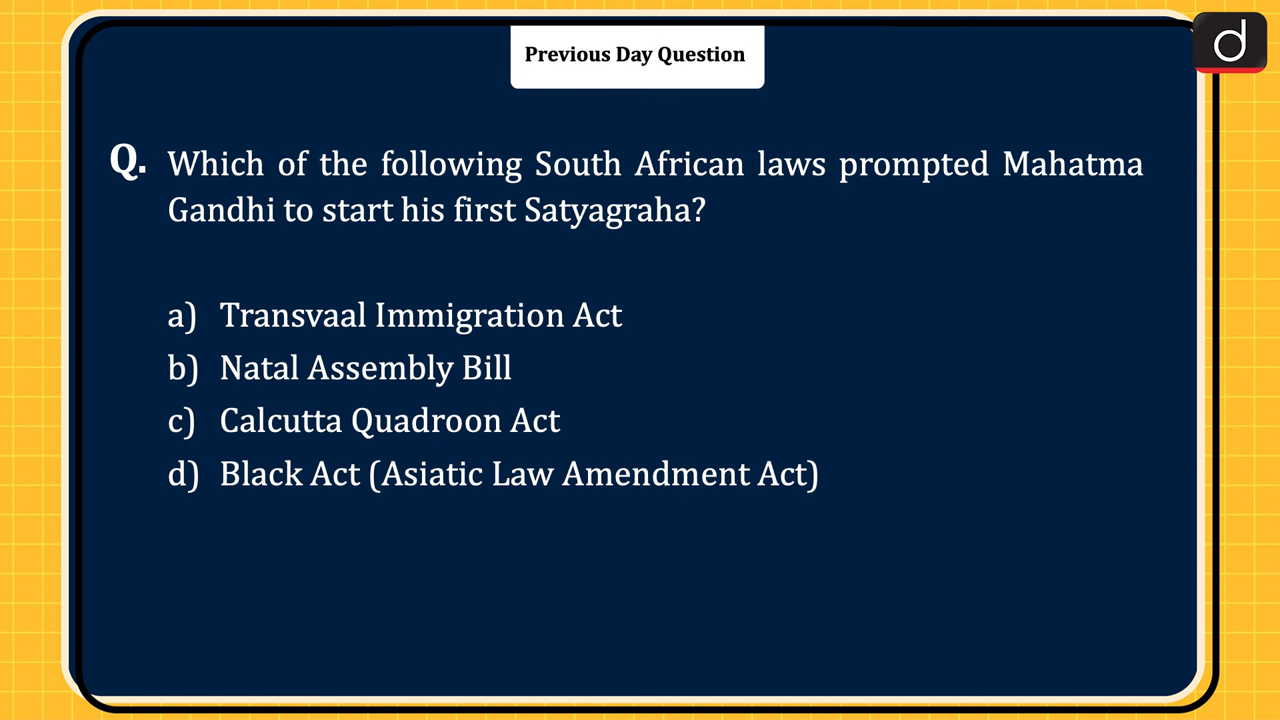 Previous Day Question
d
Q. Which of the following South African laws prompted Mahatma
Gandhi to start his first Satyagraha?
a) Transvaal Immigration Act
b) Natal Assembly Bill
c) Calcutta Quadroon Act
d) Black Act (Asiatic Law Amendment Act)